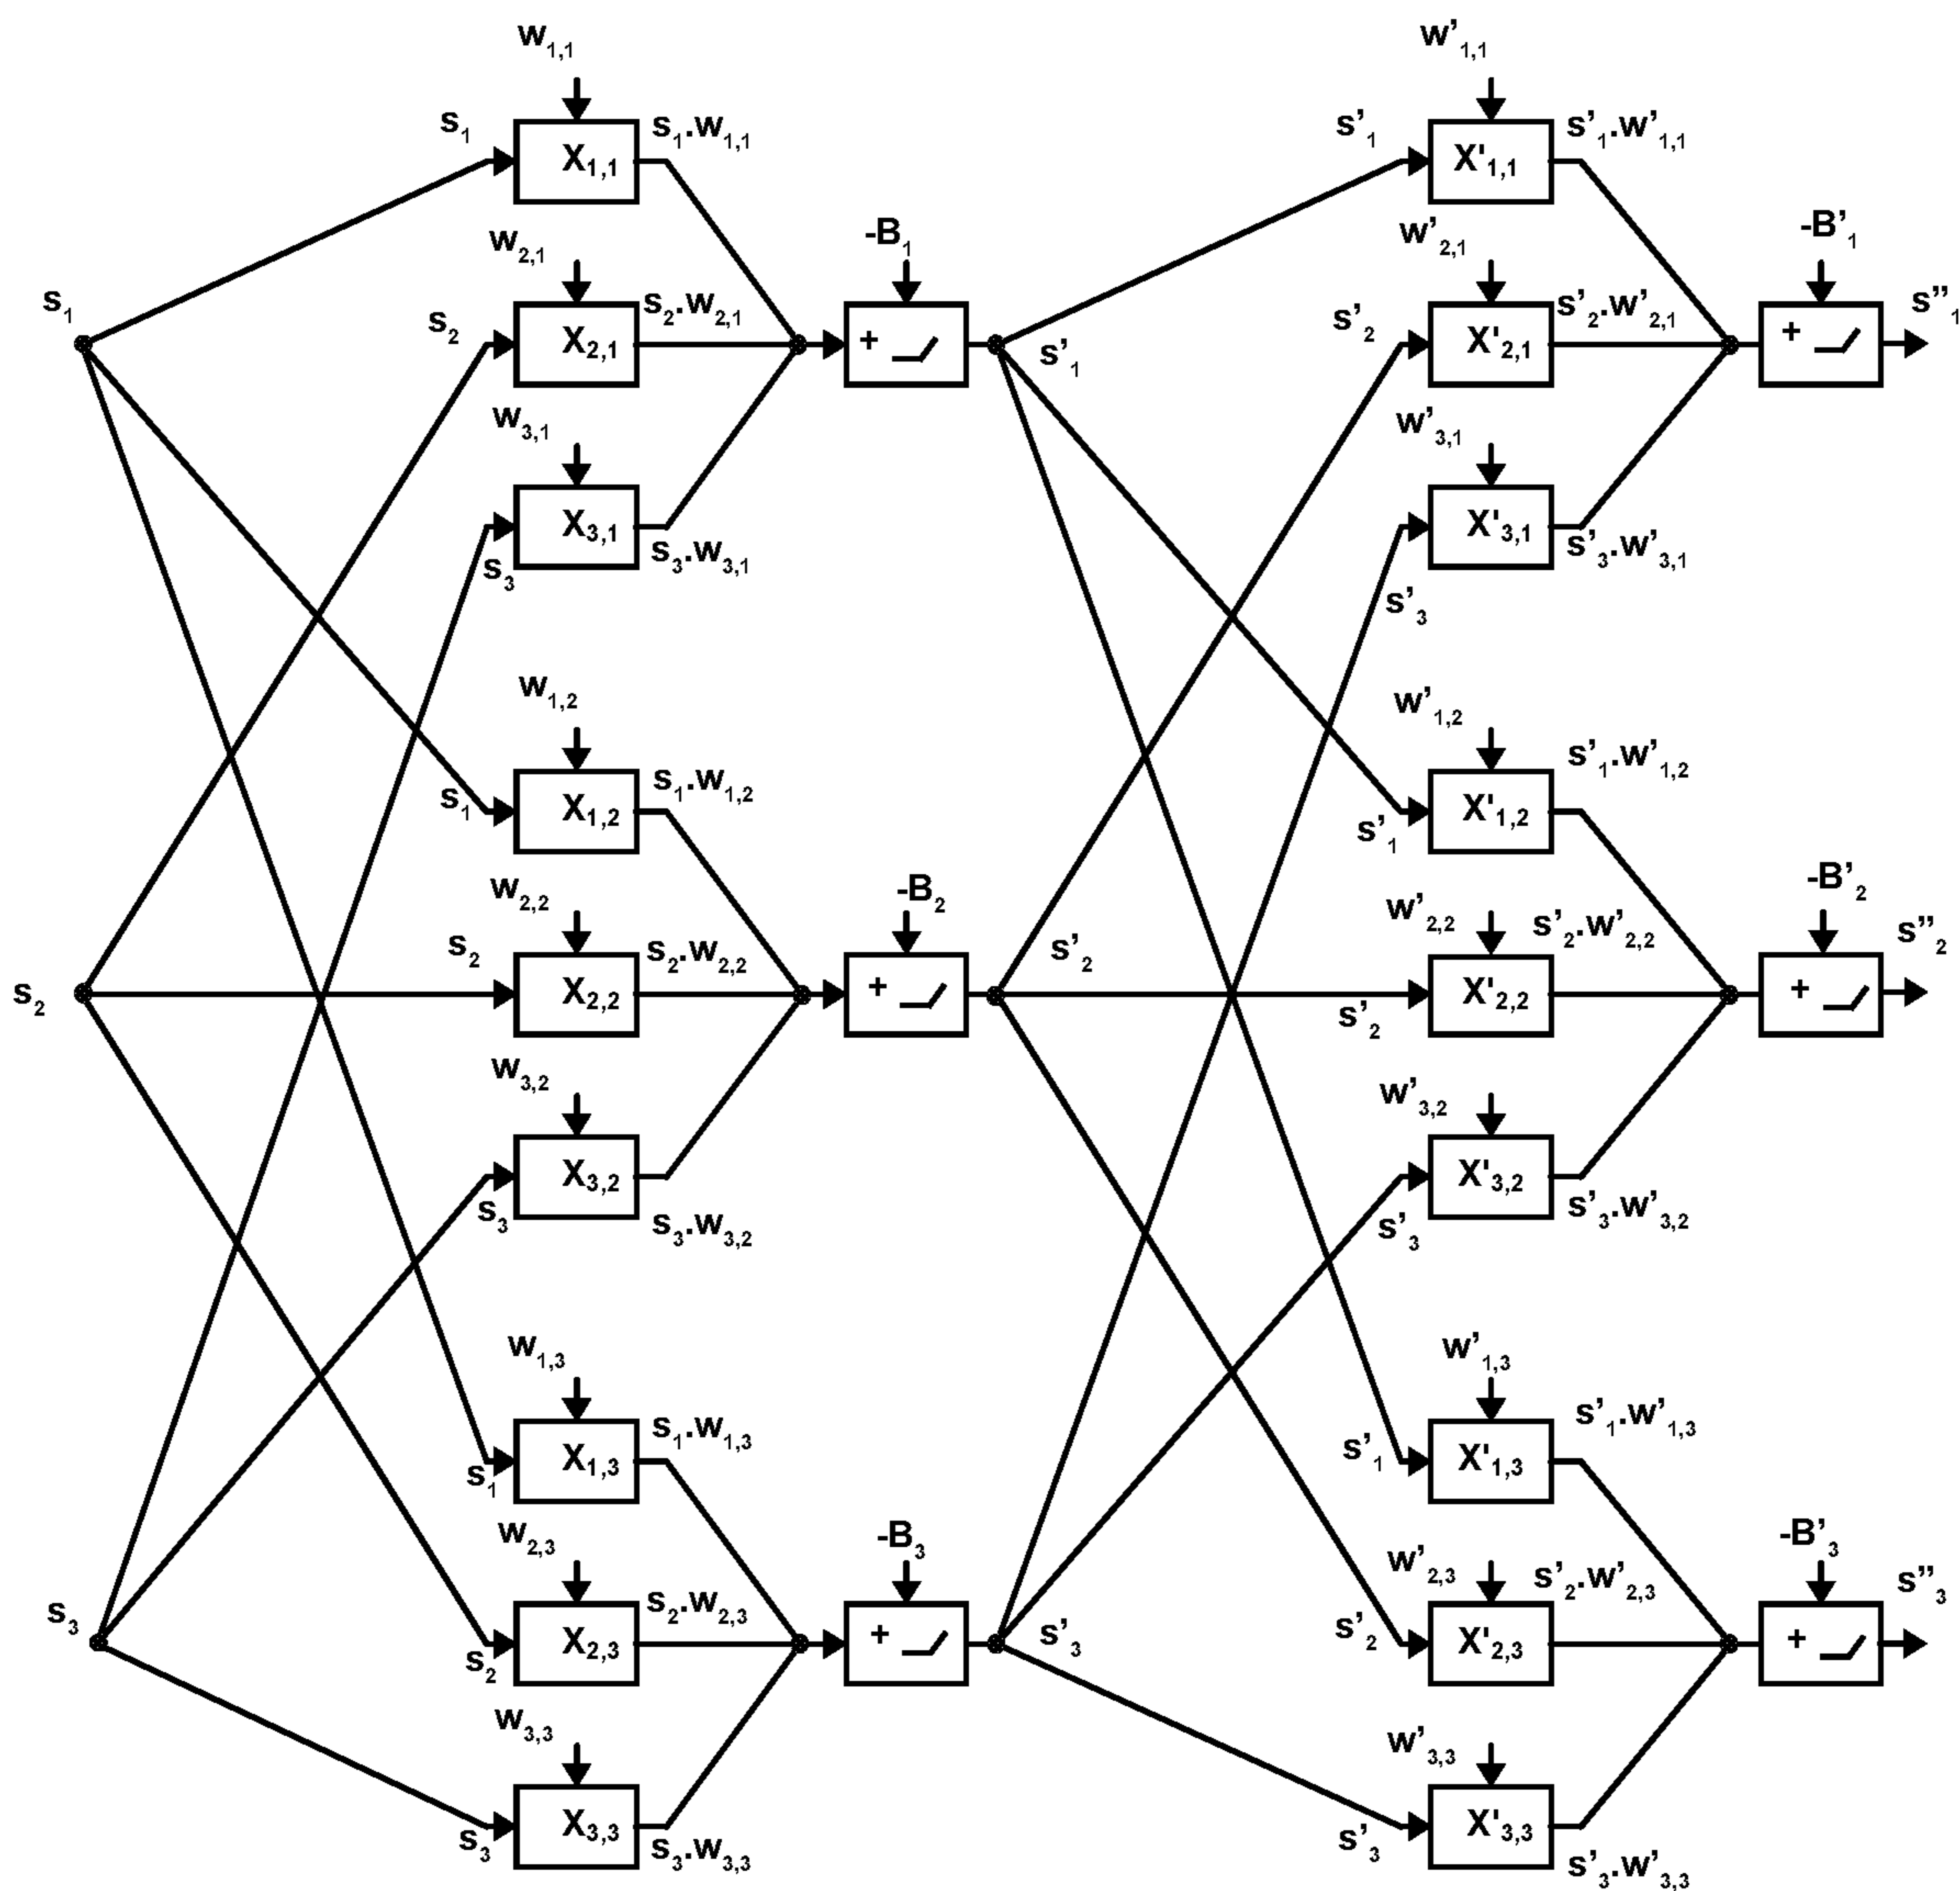 w1,1 w'1,1
s1 s1.w1,1 s'1 s'1.w'1,1
X1,1 X'1,1
w2,1 -B1 w'2,1 -B'1
s1 s2 s2.w2,1 s'2 s'2.w'2,1 s''1
X2,1 + s'1 X'2,1 +
w3,1 w'3,1
X3,1 X'3,1
s3 s3.w3,1 s'3 s'3.w'3,1
w1,2 w'1,2
s1 s1.w1,2 s'1 s'1.w'1,2
X1,2 X'1,2
w2,2 -B2 w'2,2 -B'2
s2 s2.w2,2 s'2 s'2.w'2,2 s''2
s2 X2,2 + s'2 X'2,2 +
w3,2 w'3,2
X3,2 X'3,2
s3 s3.w3,2 s'3 s'3.w'3,2
w1,3 w'1,3
s1.w1,3 s'1.w'1,3
s1 X1,3 s'1 X'1,3
w2,3 -B3 w'2,3 -B'3
s3 s2.w2,3 s'2.w'2,3 s''3
s2 X2,3 + s'3 s'2 X'2,3 +
w3,3 w'3,3
X3,3 X'3,3
s3 s3.w3,3 s'3 s'3.w'3,3